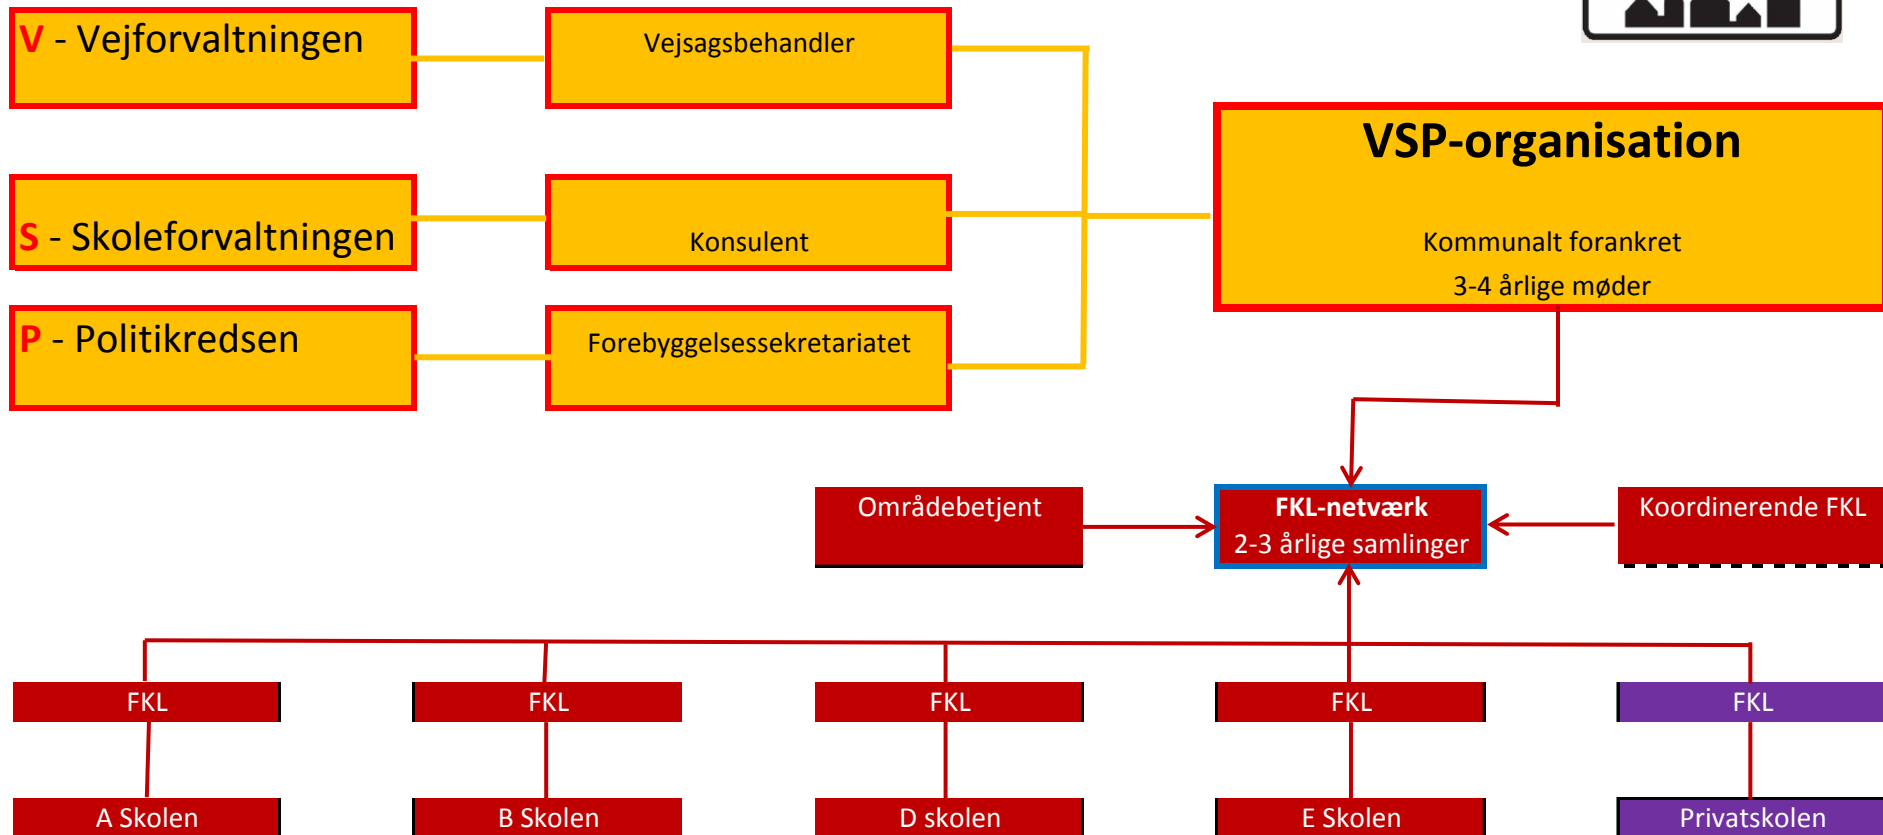 V - Vejforvaltningen
Vejsagsbehandler
VSP-organisation
S - Skoleforvaltningen
Konsulent
Kommunalt forankret
3-4 årlige møder
P - Politikredsen
Forebyggelsessekretariatet
Områdebetjent
FKL-netværk
2-3 årlige samlinger
Koordinerende FKL
FKL
FKL
FKL
FKL
FKL
A Skolen
B Skolen
D skolen
E Skolen
Privatskolen